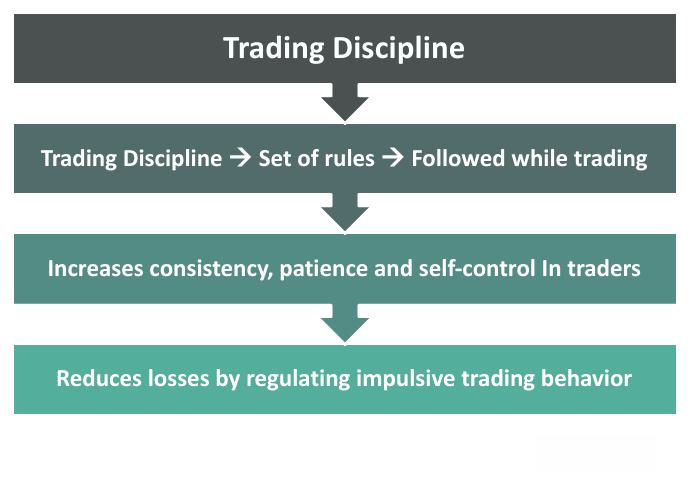 Trading Discipline
Trading Discipline → Set of rules → Followed while trading
Increases consistency, patience and self-control In traders
Reduces losses by regulating impulsive trading behavior